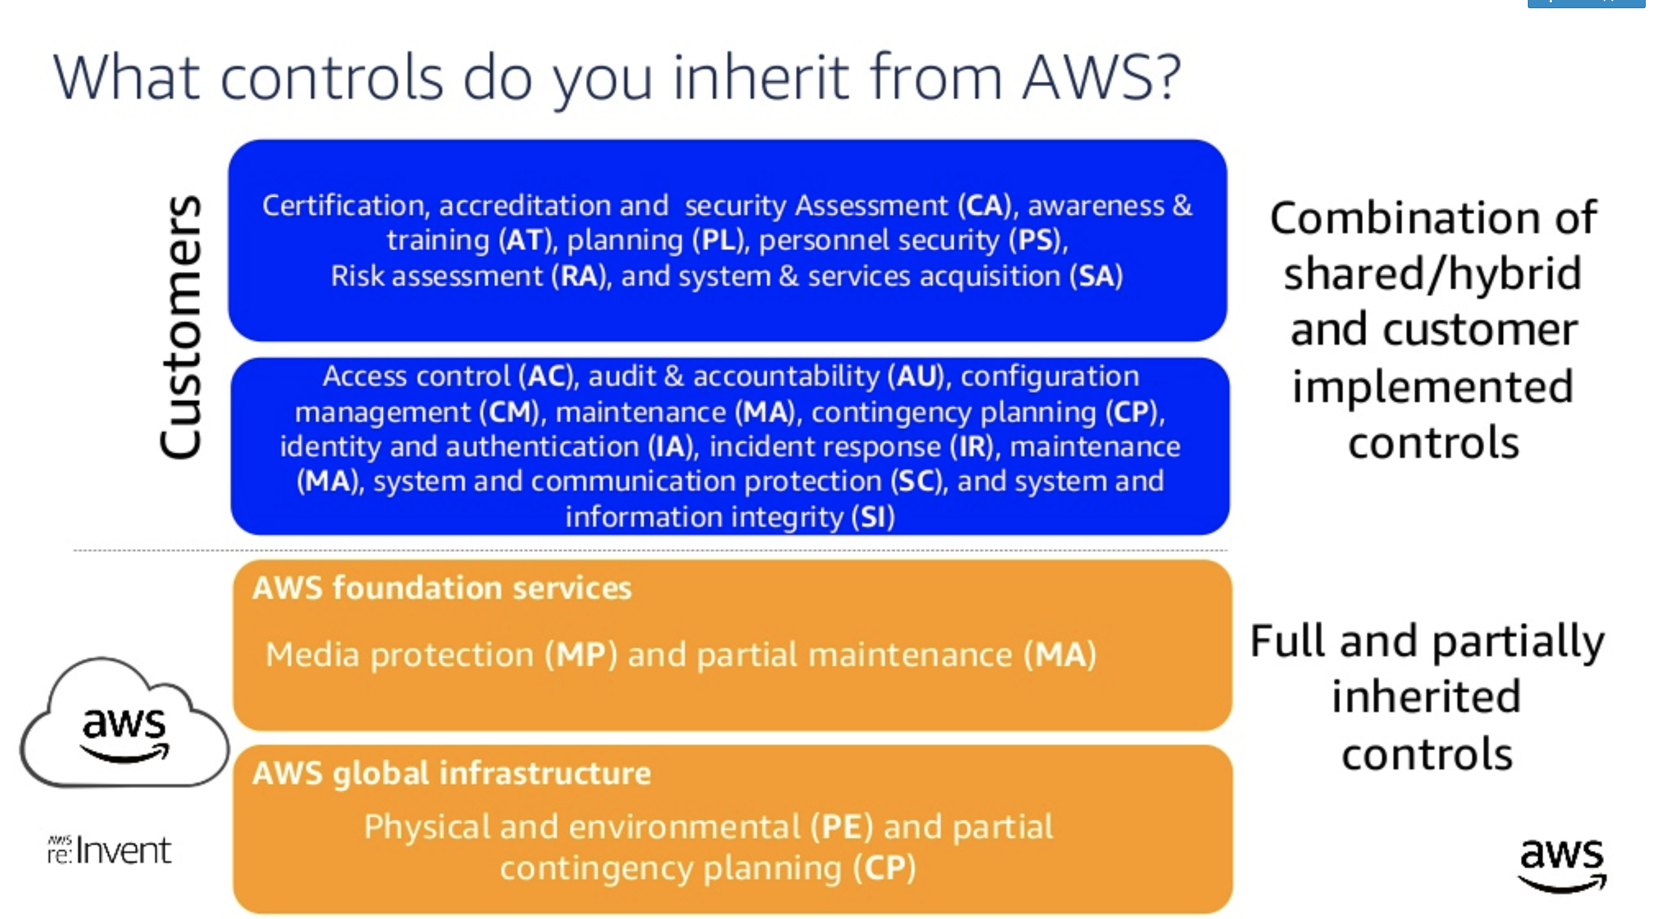 What controls do you inherit from AWS?
Customers
Certification, accreditation and security Assessment (CA), awareness &
training (AT), planning (PL), personnel security (PS),
Risk assessment (RA), and system & services acquisition (SA)
Access control (AC), audit & accountability (AU), configuration
management (CM), maintenance (MA), contingency planning (CP),
identity and authentication (IA), incident response (IR), maintenance
(MA), system and communication protection (SC), and system and
information integrity (SI)
Combination of
shared/hybrid
and customer
implemented
controls
AWS foundation services
Media protection (MP) and partial maintenance (MA)
AWS global infrastructure
Physical and environmental (PE) and partial
contingency planning (CP)
Full and partially
inherited
controls
aws
AWS
re:Invent
aws